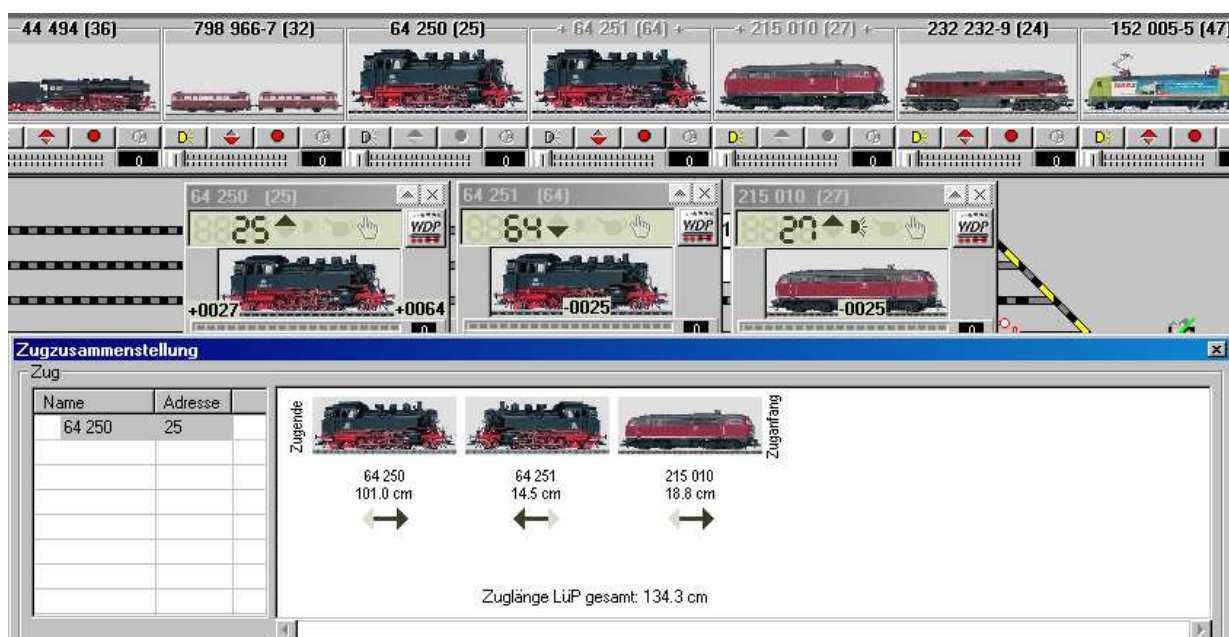 44 494 (36) 798 966-7 (32) 64 250 (25) + 64 251 (64) + + 215 010 (27) + 232 232-9 (24) 152 005-5 (47)
0 0 0 0 0 0
64 250 (25) 64 251 (64) 215 010 (27)
25 WDP 64 WDP 27 WDP
+0027 +0064 -0025 -0025
0 0 0
Zugzusammenstellung
Zug
Name Adresse
64 250 25
Zugende
Zuganfang
64 250 64 251 215 010
101.0 cm 14.5 cm 18.8 cm
Zuglänge LüP gesamt: 134.3 cm